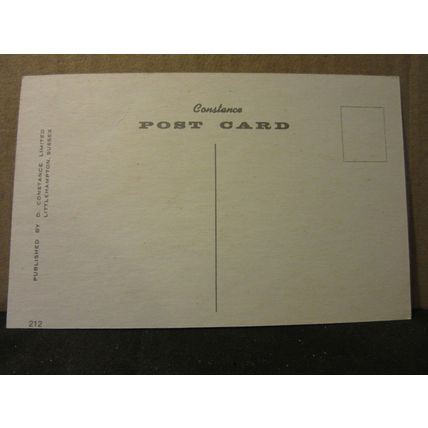 Constance
POST CARD
PUBLISHED BY D. CONSTANCE LIMITED
LITTLEHAMPTON, SUSSEX
212